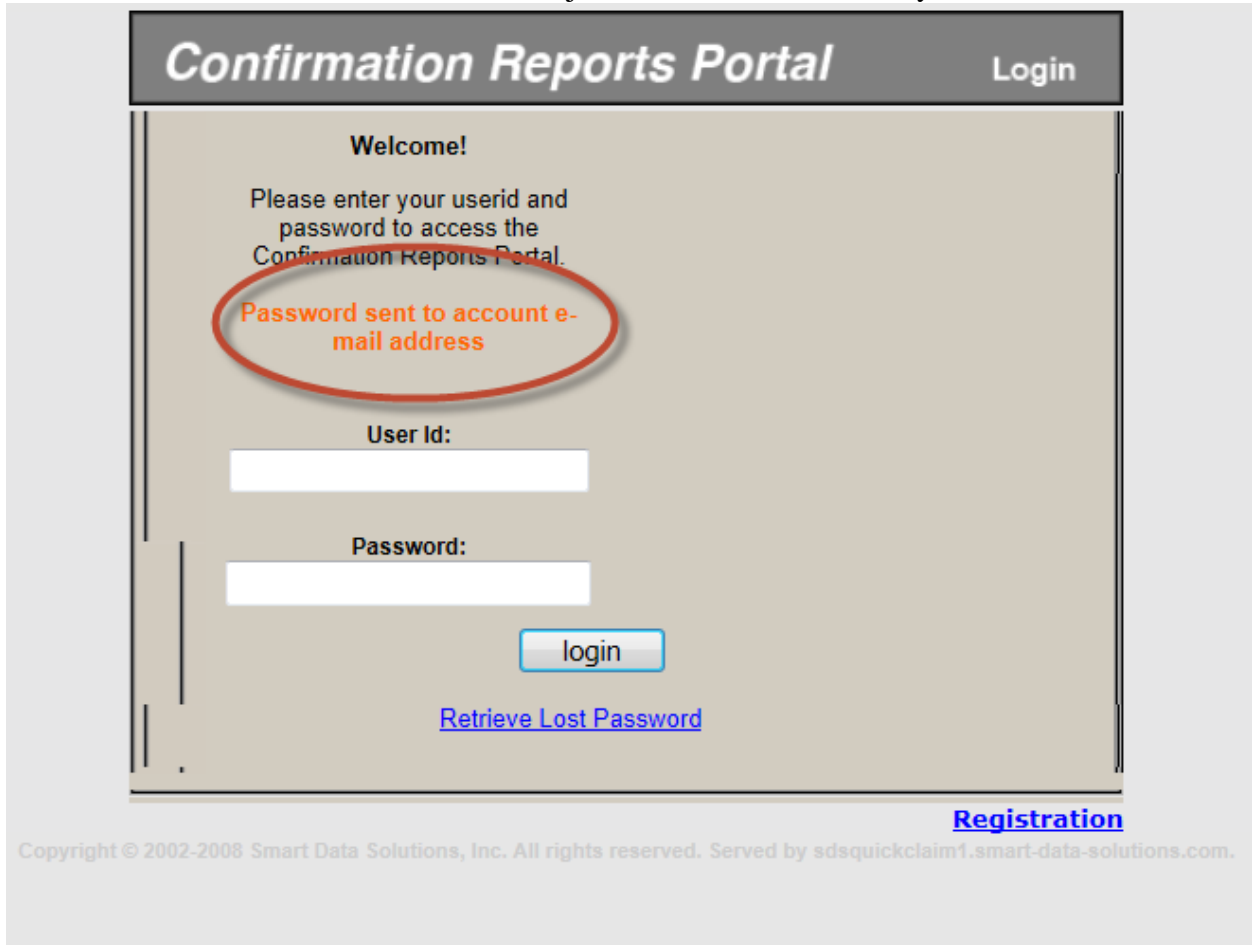 Confirmation Reports Portal
Login
Welcome!
Please enter your userid and
password to access the
Confirmation Reports Portal.
Password sent to account e-
mail address
User Id:
Password:
login
Retrieve Lost Password
Registration
Copyright © 2002-2008 Smart Data Solutions, Inc. All rights reserved. Served by sdsquickclaim1.smart-data-solutions.com.